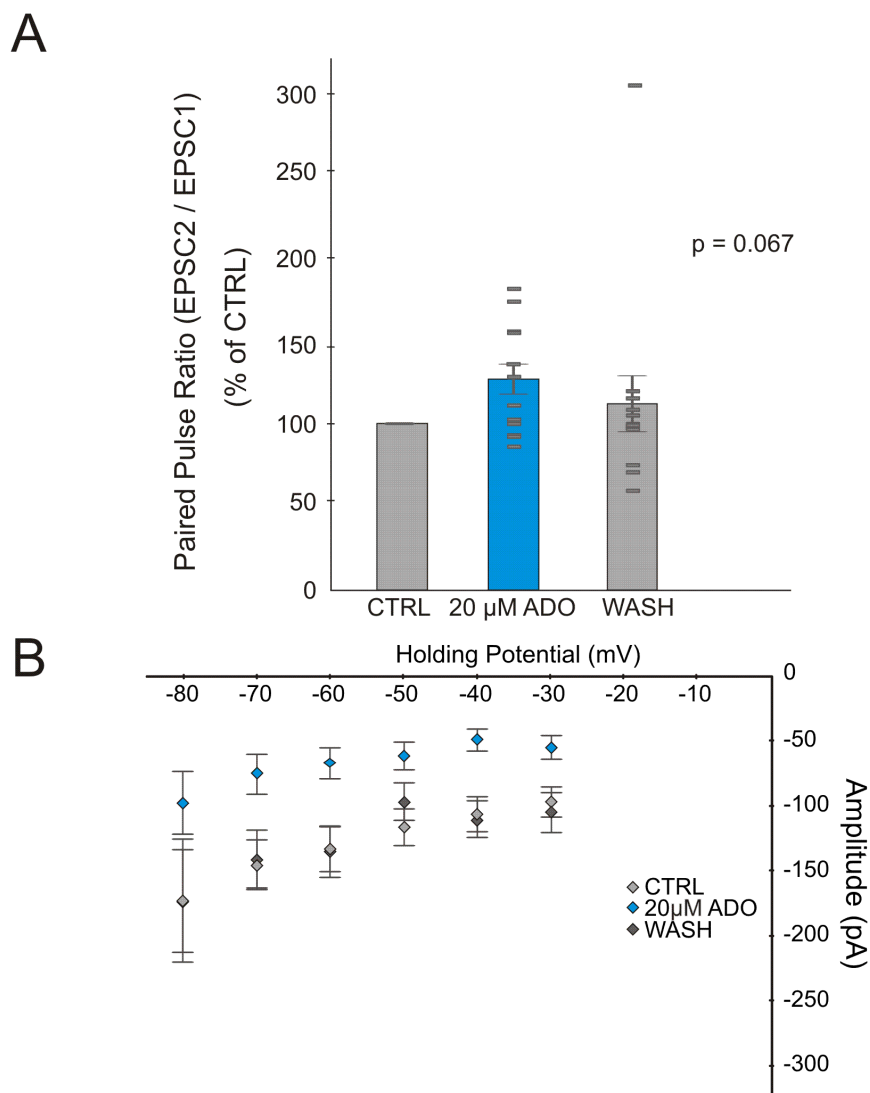 A
Paired Pulse Ratio (EPSC2 / EPSC1)
(% of CTRL)
300
250
200
150
100
50
0
p = 0.067
CTRL
20 µM ADO
WASH
B
Holding Potential (mV)
0
-80
-70
-60
-50
-40
-30
-20
-10
-50
-100
-150
-200
-250
-300
Amplitude (pA)
CTRL
20µM ADO
WASH